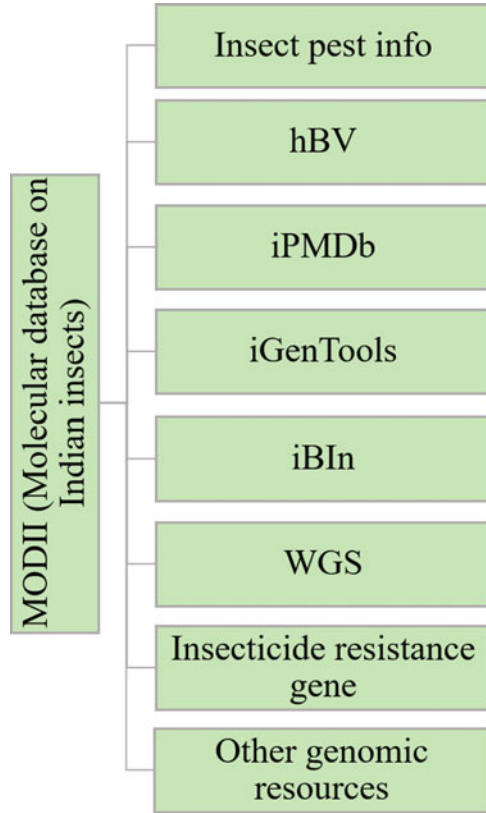 MODII (Molecular database on
Indian insects)
Insect pest info
hBV
iPMDb
iGenTools
iBIn
WGS
Insecticide resistance
gene
Other genomic
resources